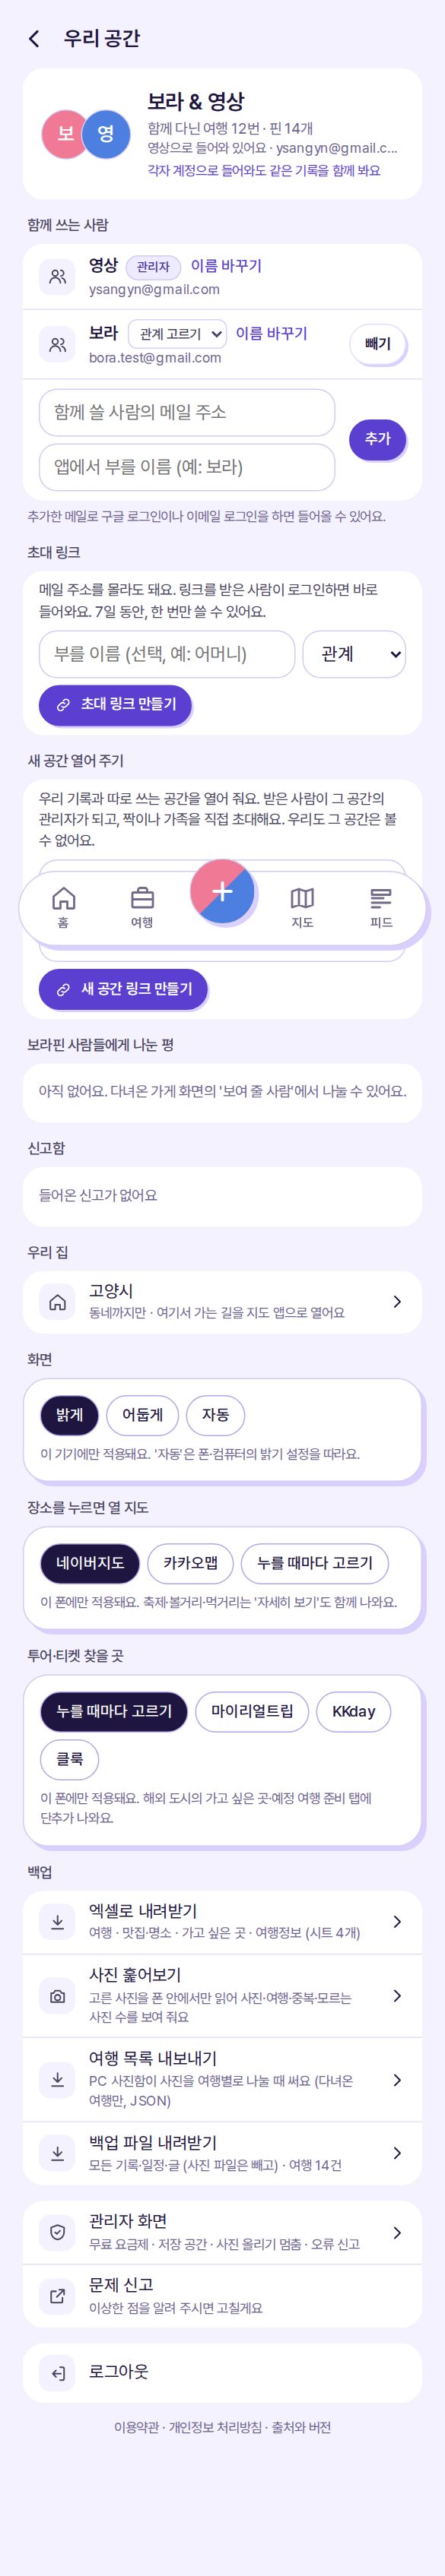 우리 공간
보라 & 영상
보
영
함께 다닌 여행 12번 · 핀 14개
영상으로 들어와 있어요 · ysangyn@gmail.c...
각자 계정으로 들어와도 같은 기록을 함께 봐요
함께 쓰는 사람
영상 관리자 이름 바꾸기
ysangyn@gmail.com
보라 관계 고르기 이름 바꾸기
빼기
bora.test@gmail.com
함께 쓸 사람의 메일 주소
추가
앱에서 부를 이름 (예: 보라)
추가한 메일로 구글 로그인이나 이메일 로그인을 하면 들어올 수 있어요.
초대 링크
메일 주소를 몰라도 돼요. 링크를 받은 사람이 로그인하면 바로
들어와요. 7일 동안, 한 번만 쓸 수 있어요.
부를 이름 (선택, 예: 어머니) 관계
초대 링크 만들기
새 공간 열어 주기
우리 기록과 따로 쓰는 공간을 열어 줘요. 받은 사람이 그 공간의
관리자가 되고, 짝이나 가족을 직접 초대해요. 우리도 그 공간은 볼
수 없어요.
+
홈 여행 지도 피드
새 공간 링크 만들기
보라핀 사람들에게 나눈 평
아직 없어요. 다녀온 가게 화면의 '보여 줄 사람'에서 나눌 수 있어요.
신고함
들어온 신고가 없어요
우리 집
고양시
동네까지만 · 여기서 가는 길을 지도 앱으로 열어요
화면
밝게 어둡게 자동
이 기기에만 적용돼요. '자동'은 폰·컴퓨터의 밝기 설정을 따라요.
장소를 누르면 열 지도
네이버지도 카카오맵 누를 때마다 고르기
이 폰에만 적용돼요. 축제·볼거리·먹거리는 '자세히 보기'도 함께 나와요.
투어·티켓 찾을 곳
누를 때마다 고르기 마이리얼트립 KKday
클룩
이 폰에만 적용돼요. 해외 도시의 가고 싶은 곳·예정 여행 준비 탭에
단추가 나와요.
백업
엑셀로 내려받기
여행 · 맛집·명소 · 가고 싶은 곳 · 여행정보 (시트 4개)
사진 훑어보기
고른 사진을 폰 안에서만 읽어 사진·여행·중복·모르는
사진 수를 보여 줘요
여행 목록 내보내기
PC 사진함이 사진을 여행별로 나눌 때 써요 (다녀온
여행만, JSON)
백업 파일 내려받기
모든 기록·일정·글 (사진 파일은 빼고) · 여행 14건
관리자 화면
무료 요금제 · 저장 공간 · 사진 올리기 멈춤 · 오류 신고
문제 신고
이상한 점을 알려 주시면 고칠게요
로그아웃
이용약관 · 개인정보 처리방침 · 출처와 버전